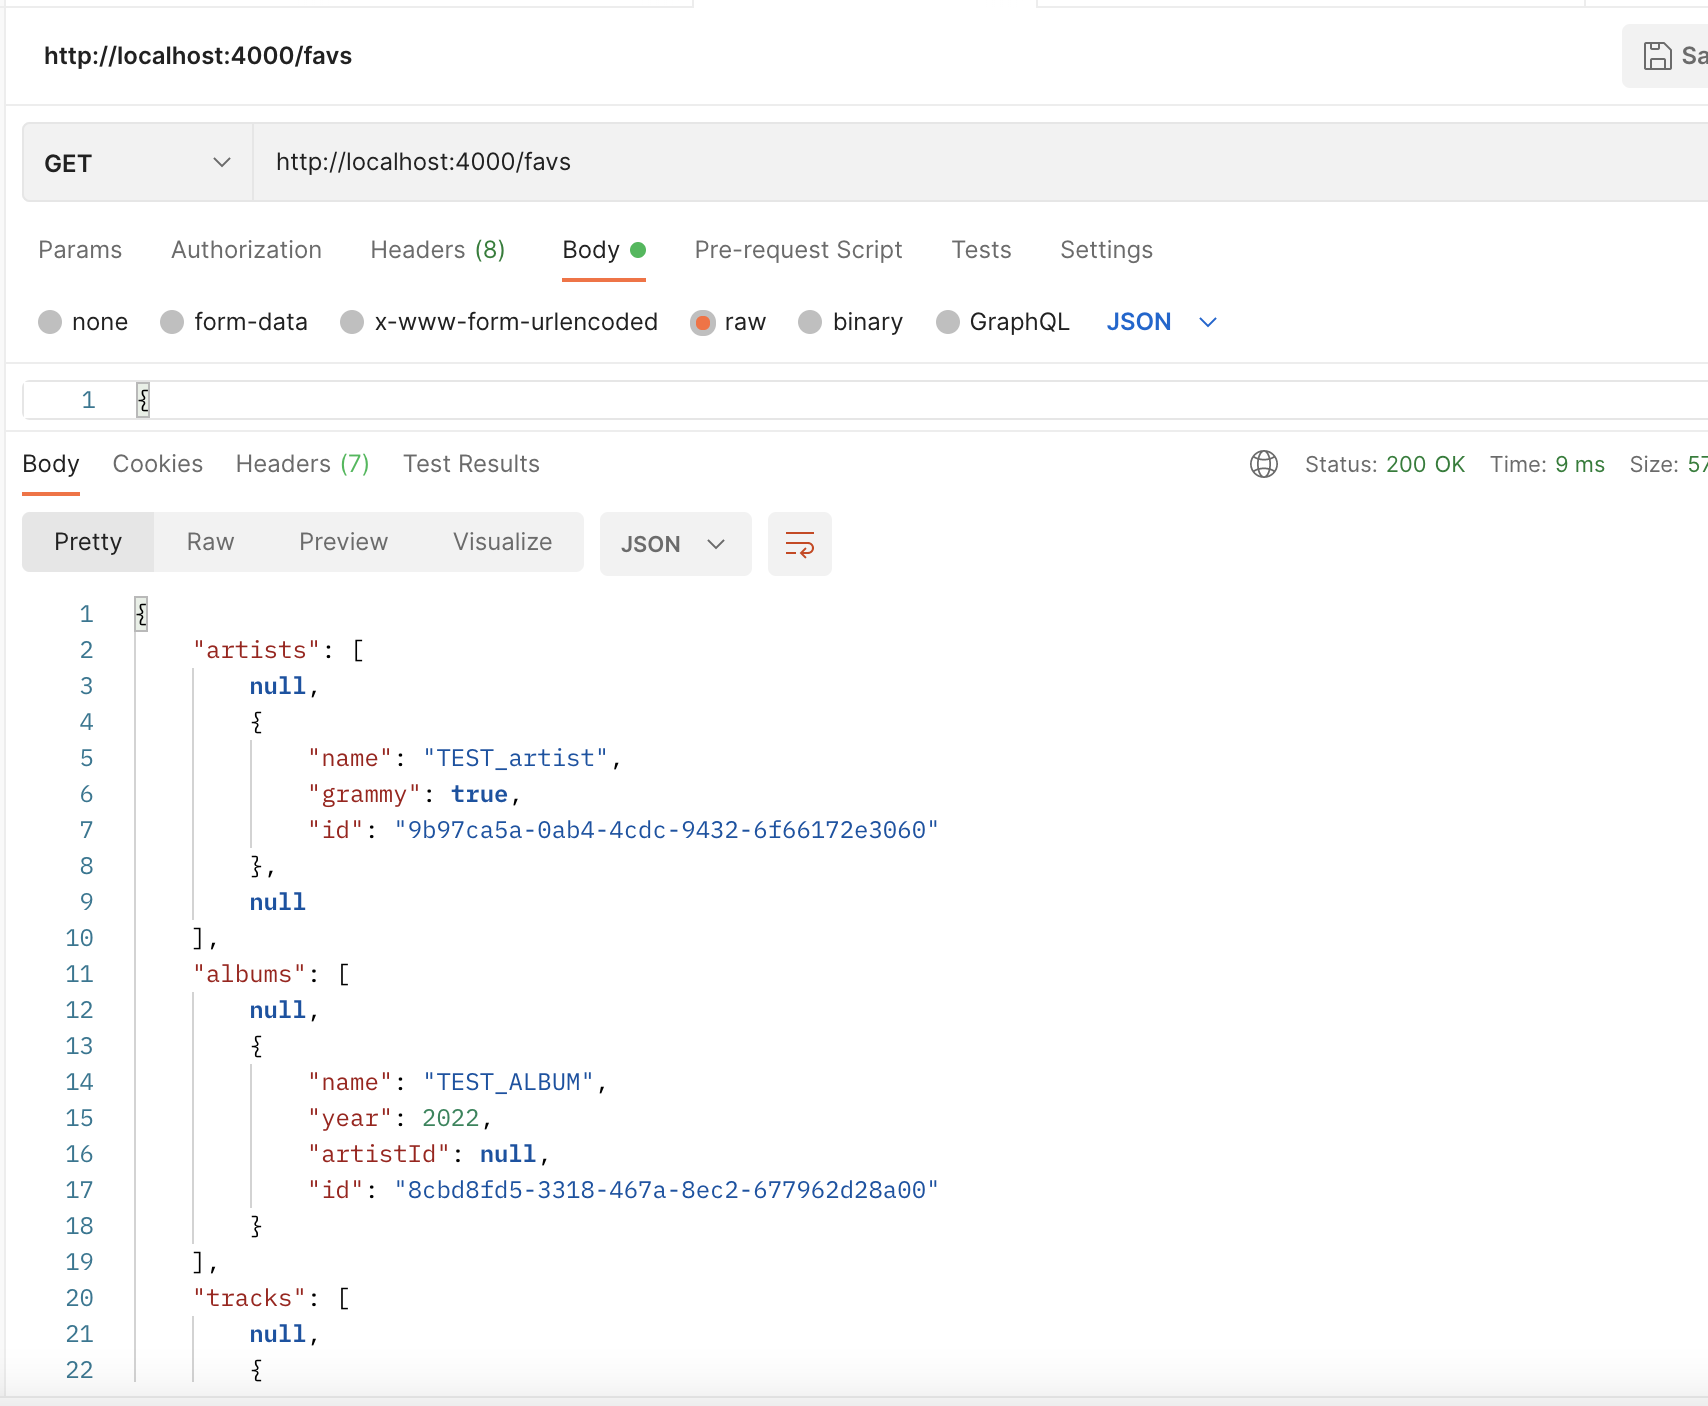 http://localhost:4000/favs
GET http://localhost:4000/favs
Params Authorization Headers (8) Body Pre-request Script Tests Settings
none form-data x-www-form-urlencoded raw binary GraphQL JSON
1 {
Body Cookies Headers (7) Test Results Status: 200 OK Time: 9 ms Size:
Pretty Raw Preview Visualize JSON
1 {
2 "artists": [
3 null,
4 {
5 "name": "TEST_artist",
6 "grammy": true,
7 "id": "9b97ca5a-0ab4-4cdc-9432-6f66172e3060"
8 },
9 null
10 ],
11 "albums": [
12 null,
13 {
14 "name": "TEST_ALBUM",
15 "year": 2022,
16 "artistId": null,
17 "id": "8cbd8fd5-3318-467a-8ec2-677962d28a00"
18 }
19 ],
20 "tracks": [
21 null,
22 {